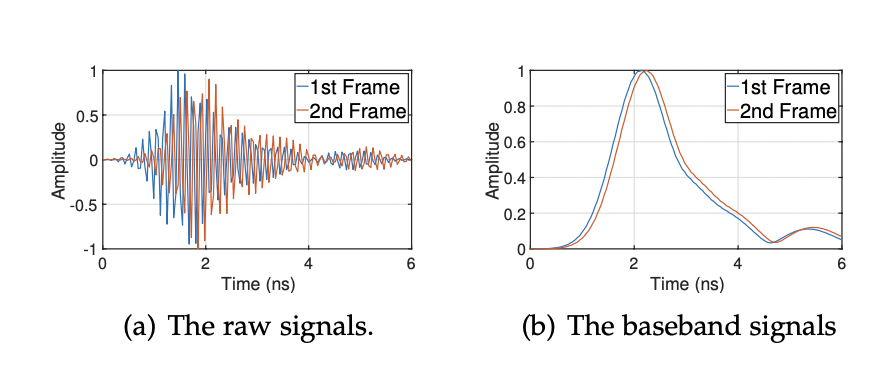 1st Frame
2nd Frame
Amplitude
1
0.5
0
-0.5
-1
0
2
4
6
Time (ns)
(a) The raw signals.
1st Frame
2nd Frame
Amplitude
1
0.8
0.6
0.4
0.2
0
0
2
4
6
Time (ns)
(b) The baseband signals